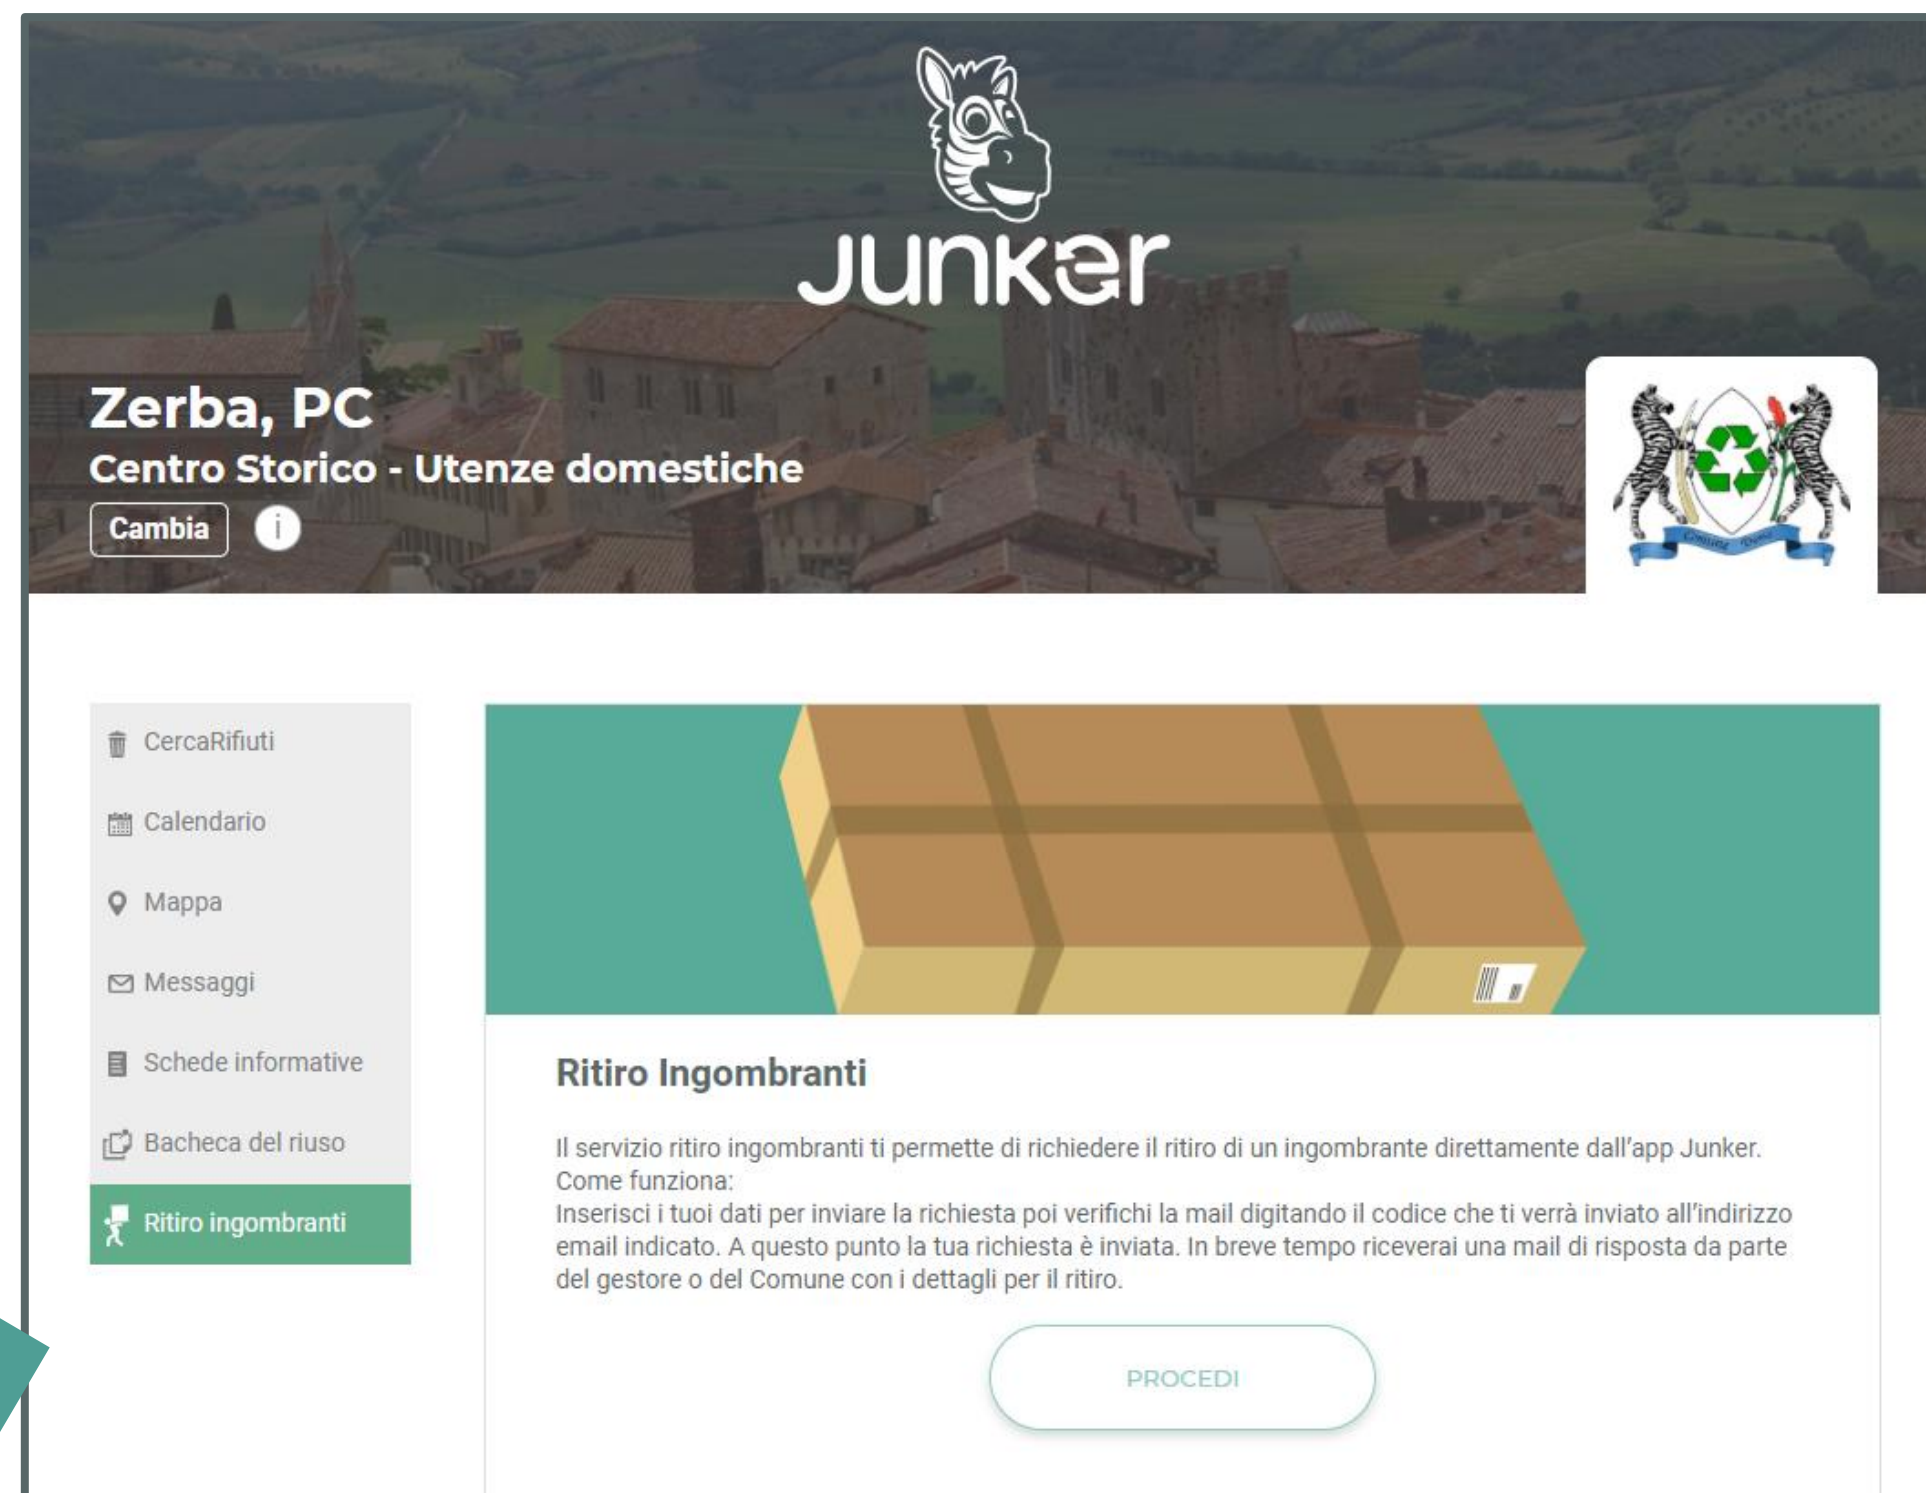 Junker
Zerba, PC
Centro Storico - Utenze domestiche
Cambia
i
CercaRifiuti
Calendario
Mappa
Messaggi
Schede informative
Bacheca del riuso
Ritiro ingombranti
Ritiro Ingombranti
Il servizio ritiro ingombranti ti permette di richiedere il ritiro di un ingombrante direttamente dall'app Junker.
Come funziona:
Inserisci i tuoi dati per inviare la richiesta poi verifichi la mail digitando il codice che ti verrà inviato all'indirizzo
email indicato. A questo punto la tua richiesta è inviata. In breve tempo riceverai una mail di risposta da parte
del gestore o del Comune con i dettagli per il ritiro.
PROCEDI